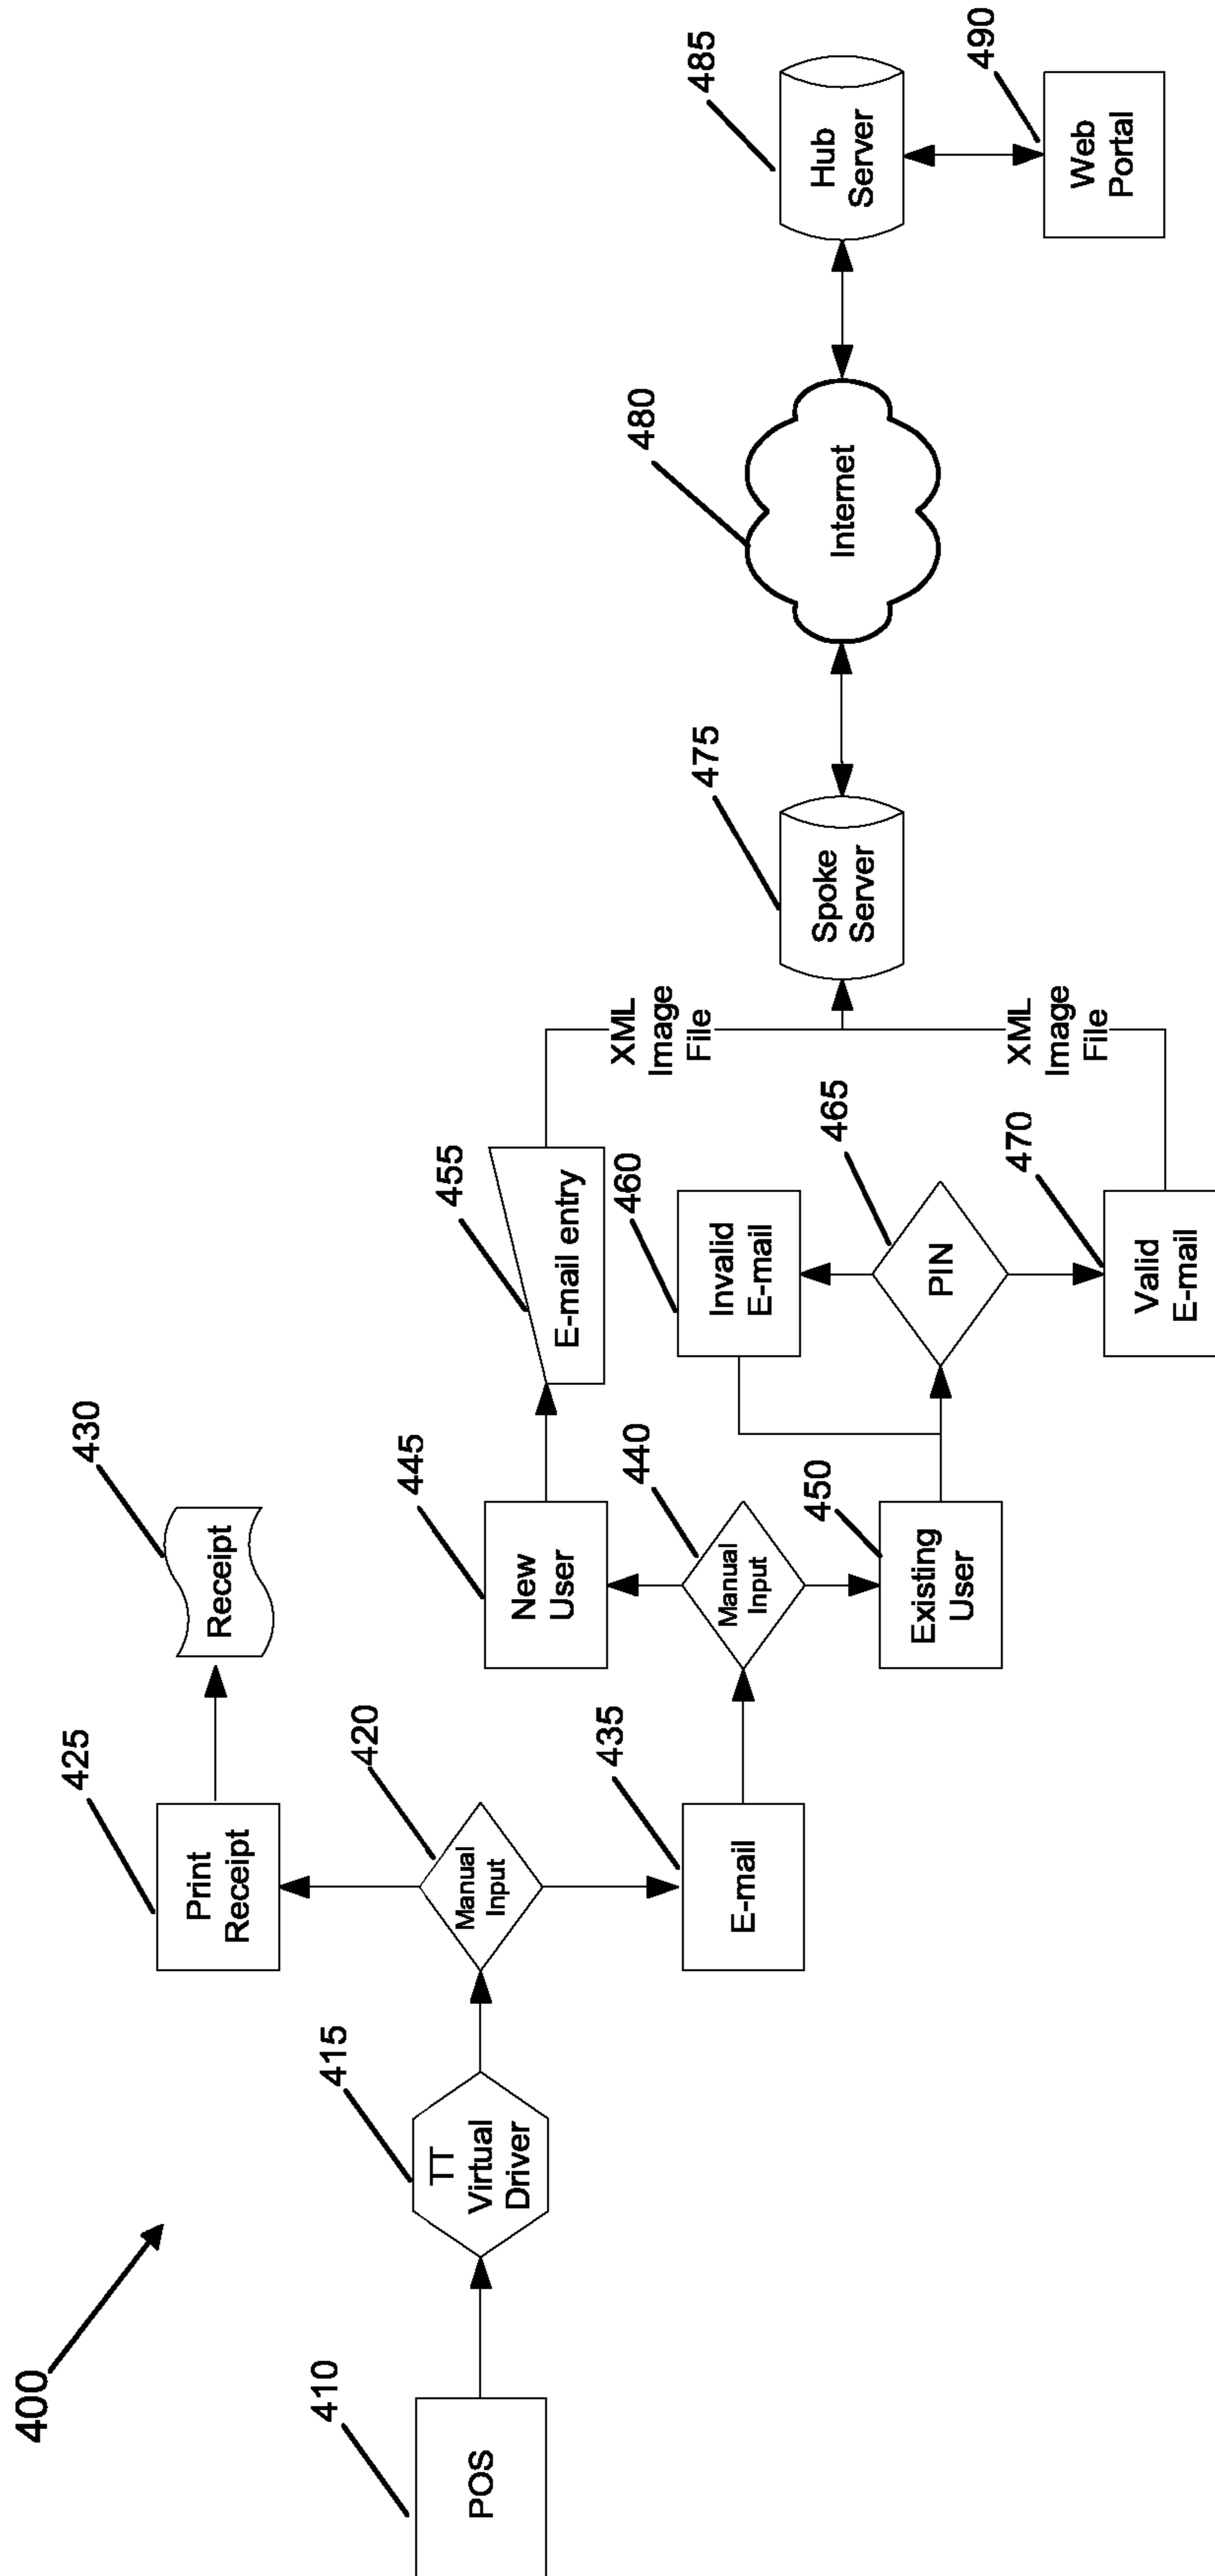 400
410
POS
415
TT
Virtual
Driver
420
Manual
Input
425
Print
Receipt
430
Receipt
435
E-mail
440
Manual
Input
445
New
User
450
Existing
User
455
E-mail entry
460
Invalid
E-mail
465
PIN
470
Valid
E-mail
XML
Image
File
XML
Image
File
475
Spoke
Server
480
Internet
485
Hub
Server
490
Web
Portal